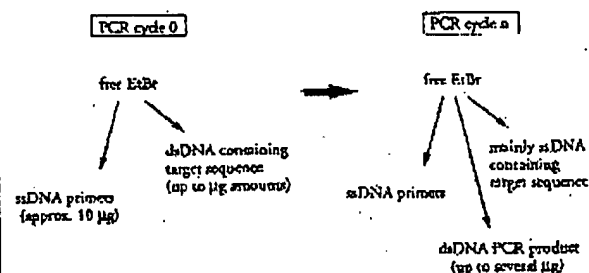 PCR cycle 0
free EtBr
dsDNA containing
target sequence
(up to µg amounts)
ssDNA primers
(approx. 10 µg)
PCR cycle n
free EtBr
mainly ssDNA
containing
target sequence
ssDNA primers
dsDNA PCR product
(up to several µg)